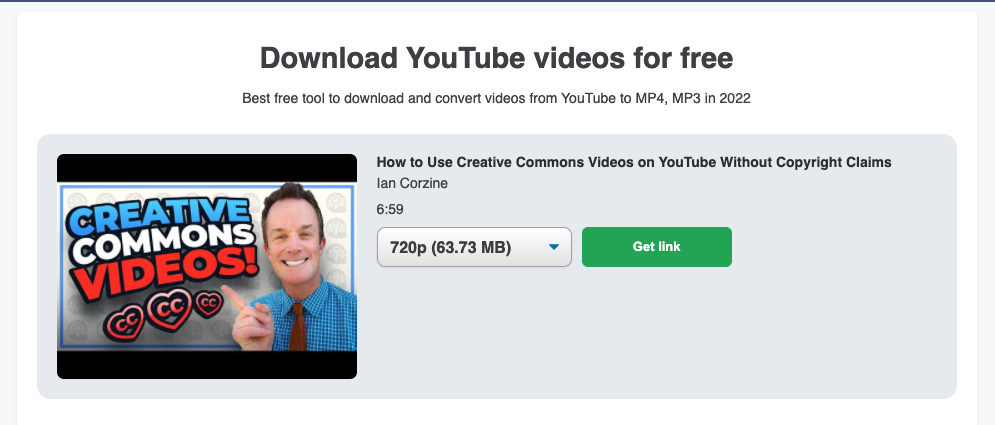 Download YouTube videos for free
Best free tool to download and convert videos from YouTube to MP4, MP3 in 2022
CREATIVE
COMMONS
VIDEOS!
CC CC CC
How to Use Creative Commons Videos on YouTube Without Copyright Claims
Ian Corzine
6:59
720p (63.73 MB)
Get link